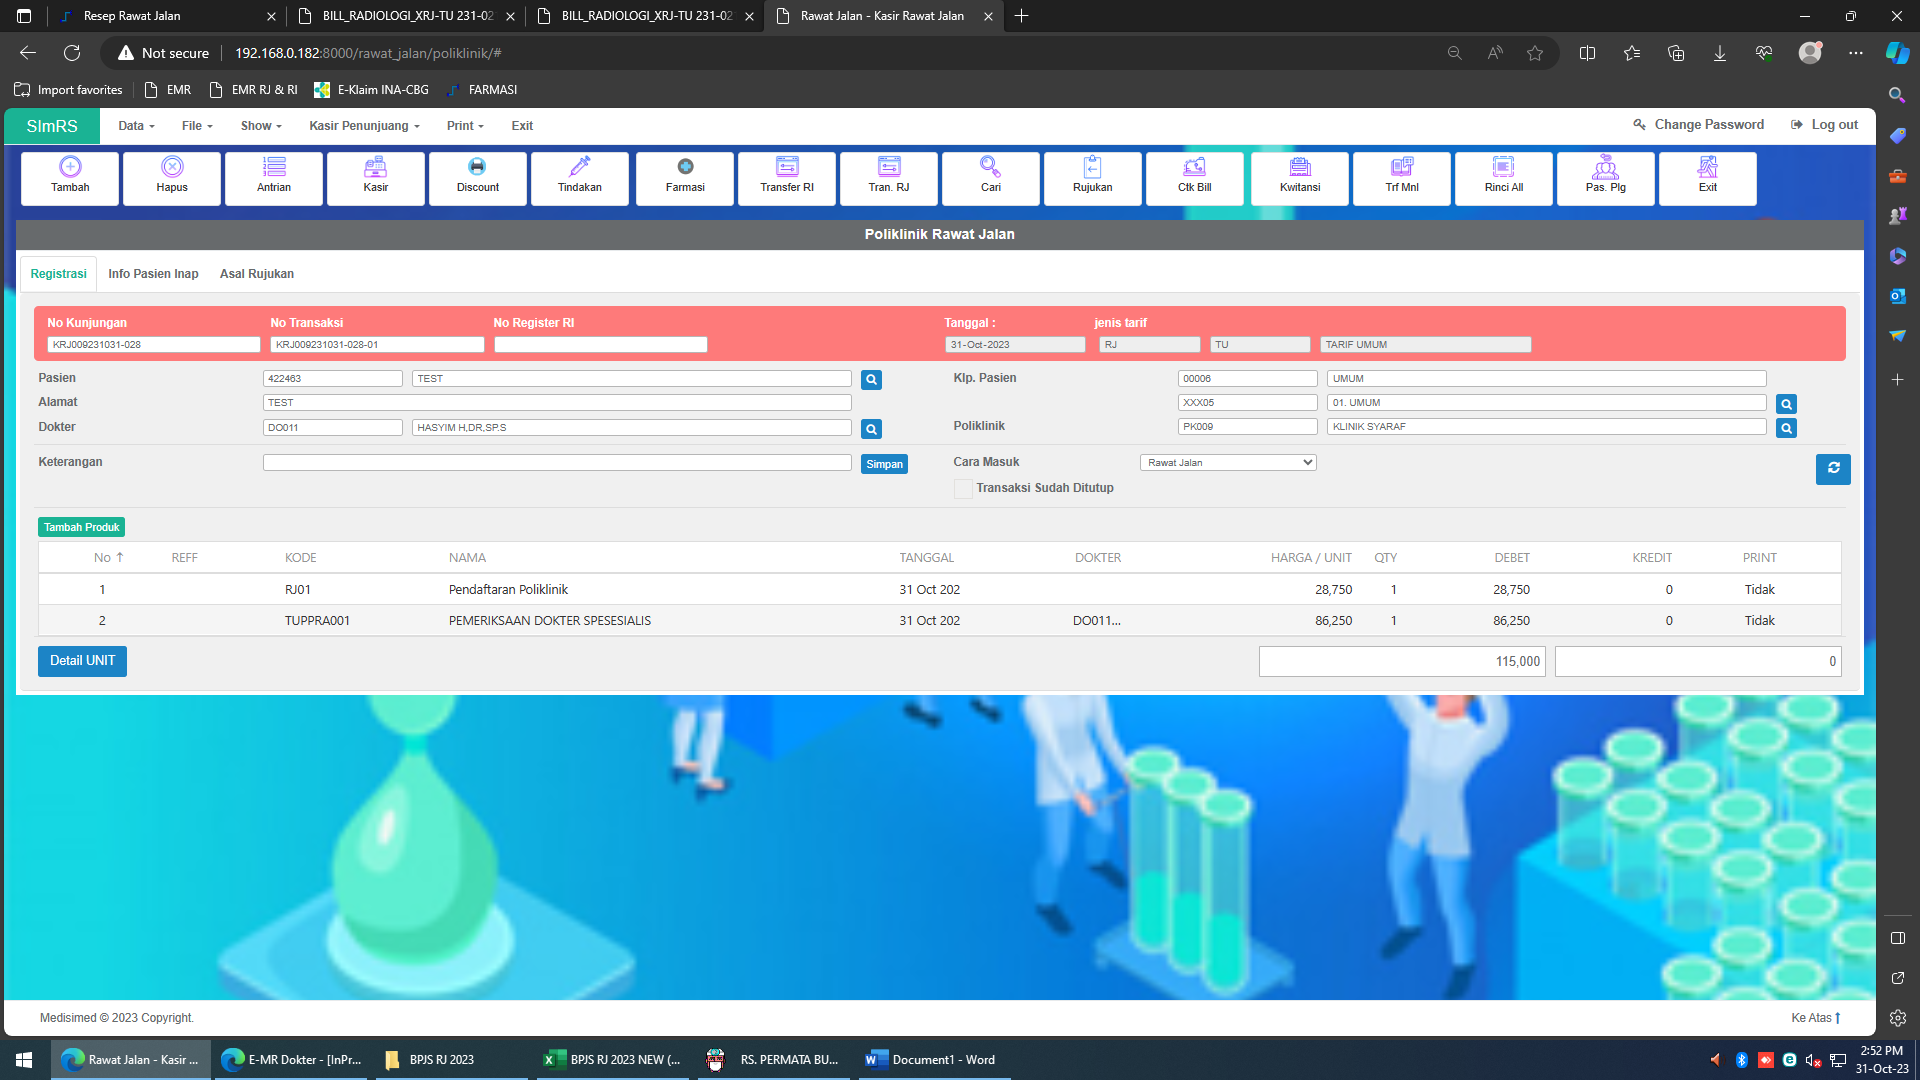 Resep Rawat Jalan
BILL_RADIOLOGI_XRJ-TU 231-02
BILL_RADIOLOGI_XRJ-TU 231-02
Rawat Jalan - Kasir Rawat Jalan
Not secure
192.168.0.182:8000/rawat_jalan/poliklinik/#
Import favorites
EMR
EMR RJ & RI
E-Klaim INA-CBG
FARMASI
SImRS
Data
File
Show
Kasir Penunjuang
Print
Exit
Change Password
Log out
Tambah
Hapus
Antrian
Kasir
Discount
Tindakan
Farmasi
Transfer RI
Tran. RJ
Cari
Rujukan
Ctk Bill
Kwitansi
Trf Mnl
Rinci All
Pas. Plg
Exit
Poliklinik Rawat Jalan
Registrasi
Info Pasien Inap
Asal Rujukan
No Kunjungan
No Transaksi
No Register RI
Tanggal :
jenis tarif
KRJ009231031-028
KRJ009231031-028-01
31-Oct-2023
RJ
TU
TARIF UMUM
Pasien
422463
TEST
Klp. Pasien
00006
UMUM
Alamat
TEST
XXX05
01. UMUM
Dokter
DO011
HASYIM H,DR,SP.S
Poliklinik
PK009
KLINIK SYARAF
Keterangan
Simpan
Cara Masuk
Rawat Jalan
Transaksi Sudah Ditutup
Tambah Produk
No ↑ REFF KODE NAMA TANGGAL DOKTER HARGA / UNIT QTY DEBET KREDIT PRINT
1 RJ01 Pendaftaran Poliklinik 31 Oct 202 28,750 1 28,750 0 Tidak
2 TUPPRA001 PEMERIKSAAN DOKTER SPESESIALIS 31 Oct 202 DO011... 86,250 1 86,250 0 Tidak
Detail UNIT
115,000
0
Medisimed © 2023 Copyright.
Ke Atas
Rawat Jalan - Kasir ...
E-MR Dokter - [InPr...
BPJS RJ 2023
BPJS RJ 2023 NEW (...
RS. PERMATA BU...
Document1 - Word
2:52 PM
31-Oct-23